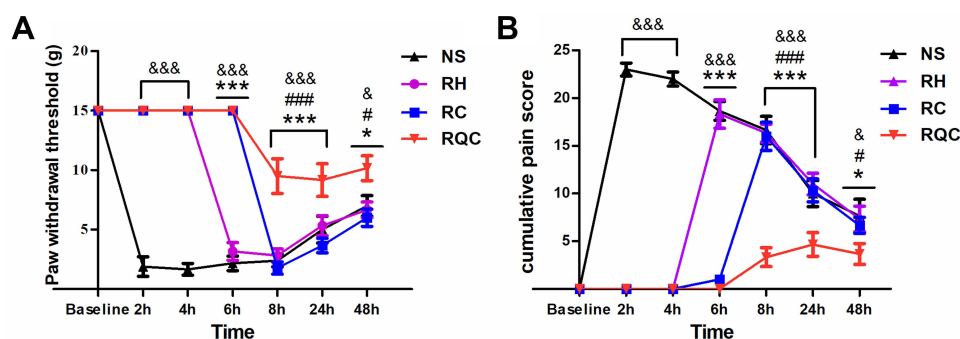 A
Paw withdrawal threshold (g)
20
15
10
5
&&&
&&&
***
&&&
###
***
&
#
*
NS
RH
RC
RQC
Baseline 2h 4h 6h 8h 24h 48h
Time
B
cumulative pain score
25
20
15
10
5
&&&
&&&
***
&&&
###
***
&
#
*
NS
RH
RC
RQC
Baseline 2h 4h 6h 8h 24h 48h
Time